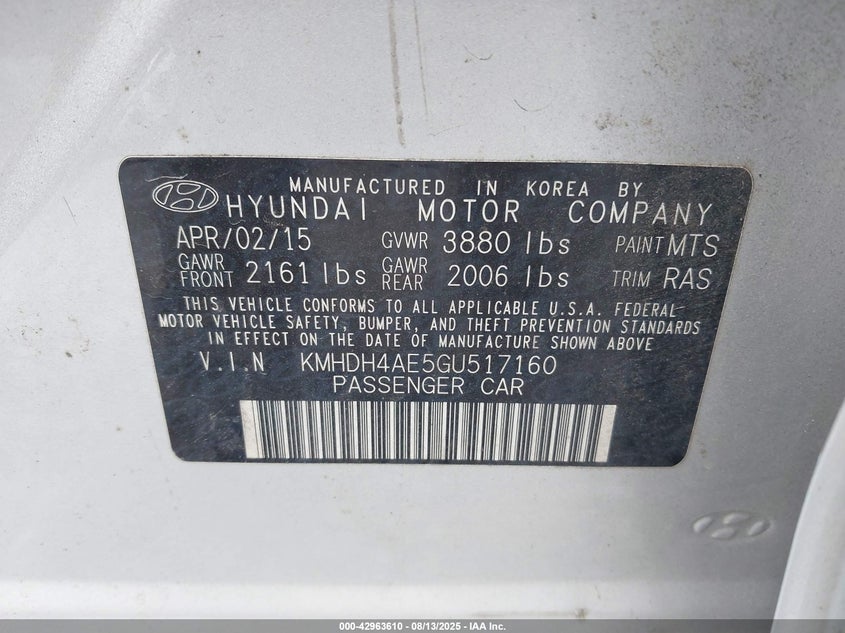 MANUFACTURED IN KOREA BY
HYUNDAI MOTOR COMPANY
APR/02/15 GVWR 3880 lbs PAINT MTS
GAWR FRONT 2161 lbs GAWR REAR 2006 lbs TRIM RAS
THIS VEHICLE CONFORMS TO ALL APPLICABLE U.S.A. FEDERAL
MOTOR VEHICLE SAFETY, BUMPER, AND THEFT PREVENTION STANDARDS
IN EFFECT ON THE DATE OF MANUFACTURE SHOWN ABOVE
V.I.N KMHDH4AE5GU517160
PASSENGER CAR
000-42963610 - 08/13/2025 - IAA Inc.